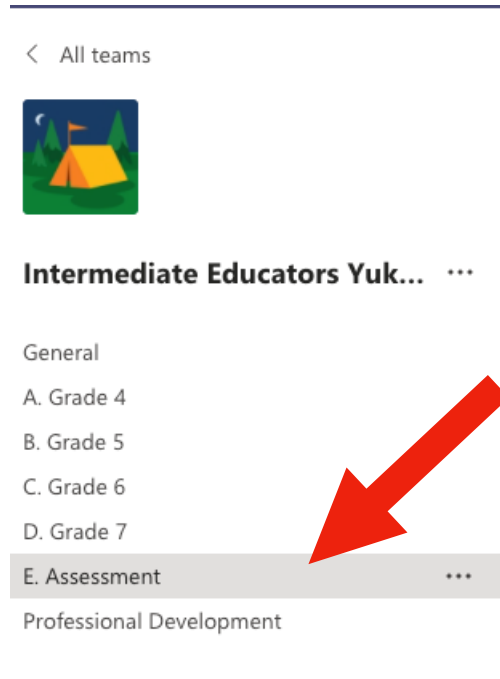 All teams
Intermediate Educators Yuk...
General
A. Grade 4
B. Grade 5
C. Grade 6
D. Grade 7
E. Assessment
Professional Development